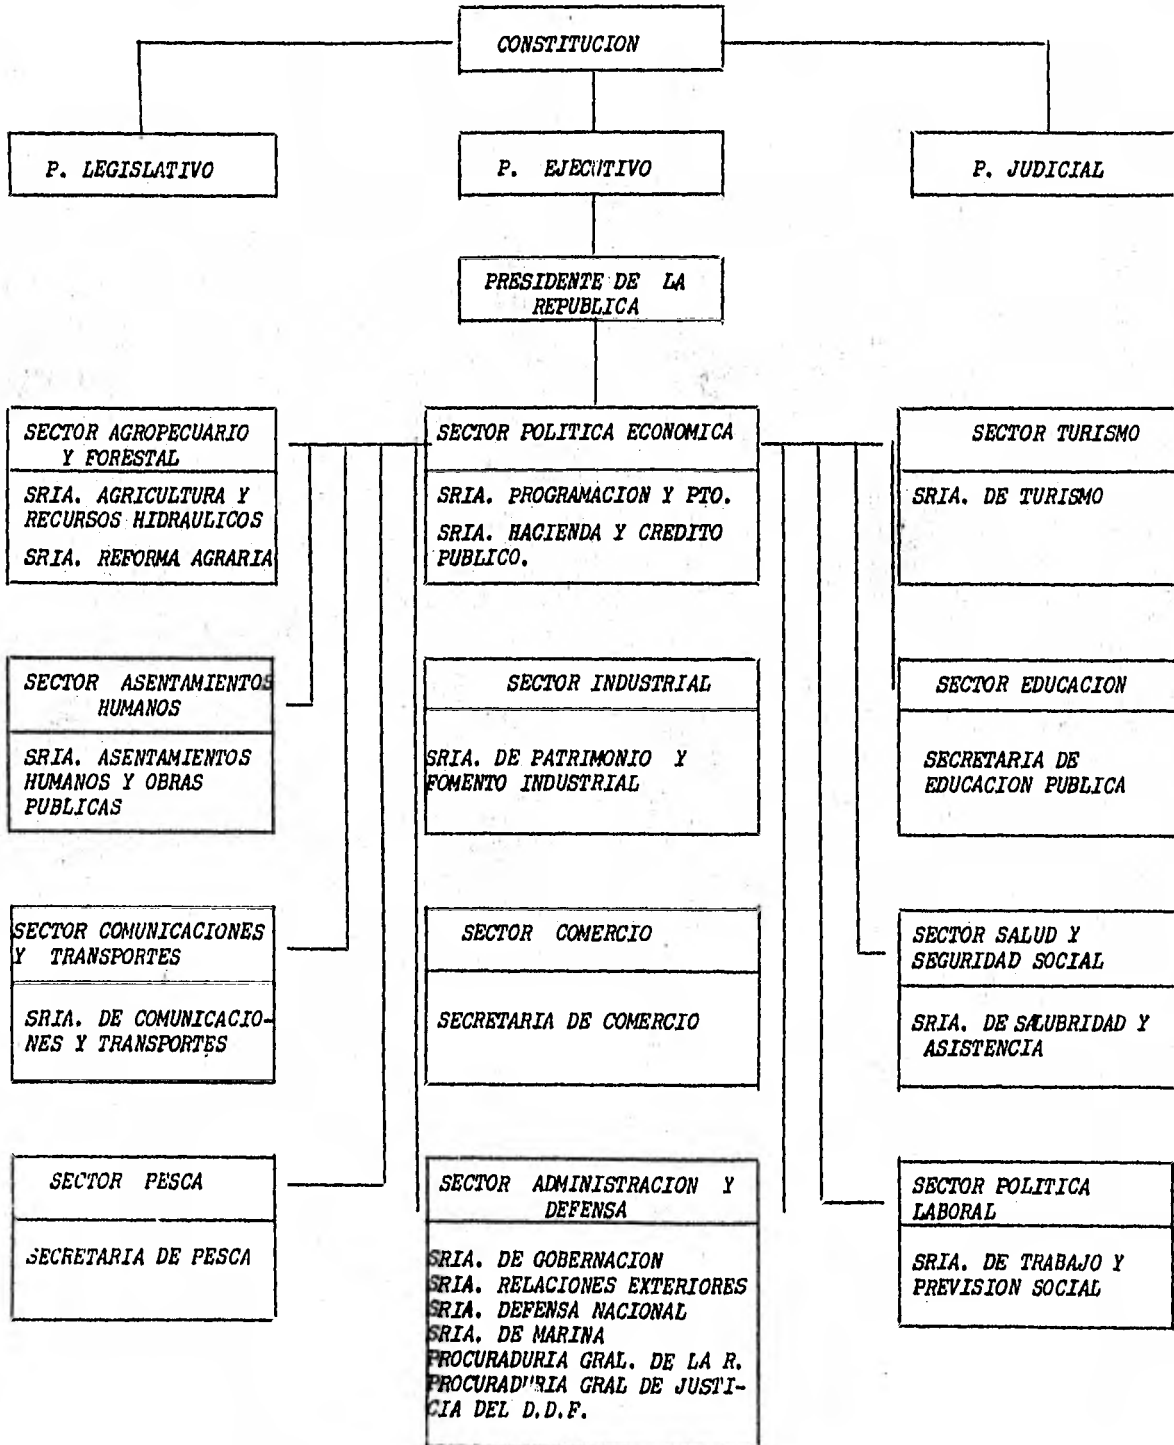 CONSTITUCION
P. LEGISLATIVO
P. EJECUTIVO
P. JUDICIAL
PRESIDENTE DE LA
REPUBLICA
SECTOR AGROPECUARIO
Y FORESTAL
SRIA. AGRICULTURA Y
RECURSOS HIDRAULICOS
SRIA. REFORMA AGRARIA
SECTOR POLITICA ECONOMICA
SRIA. PROGRAMACION Y PTO.
SRIA. HACIENDA Y CREDITO
PUBLICO.
SECTOR TURISMO
SRIA. DE TURISMO
SECTOR ASENTAMIENTOS
HUMANOS
SRIA. ASENTAMIENTOS
HUMANOS Y OBRAS
PUBLICAS
SECTOR INDUSTRIAL
SRIA. DE PATRIMONIO Y
FOMENTO INDUSTRIAL
SECTOR EDUCACION
SECRETARIA DE
EDUCACION PUBLICA
SECTOR COMUNICACIONES
Y TRANSPORTES
SRIA. DE COMUNICACIO-
NES Y TRANSPORTES
SECTOR COMERCIO
SECRETARIA DE COMERCIO
SECTOR SALUD Y
SEGURIDAD SOCIAL
SRIA. DE SALUBRIDAD Y
ASISTENCIA
SECTOR PESCA
SECRETARIA DE PESCA
SECTOR ADMINISTRACION Y
DEFENSA
SRIA. DE GOBERNACION
SRIA. RELACIONES EXTERIORES
SRIA. DEFENSA NACIONAL
SRIA. DE MARINA
PROCURADURIA GRAL. DE LA R.
PROCURADURIA GRAL DE JUSTI-
CIA DEL D.D.F.
SECTOR POLITICA
LABORAL
SRIA. DE TRABAJO Y
PREVISION SOCIAL